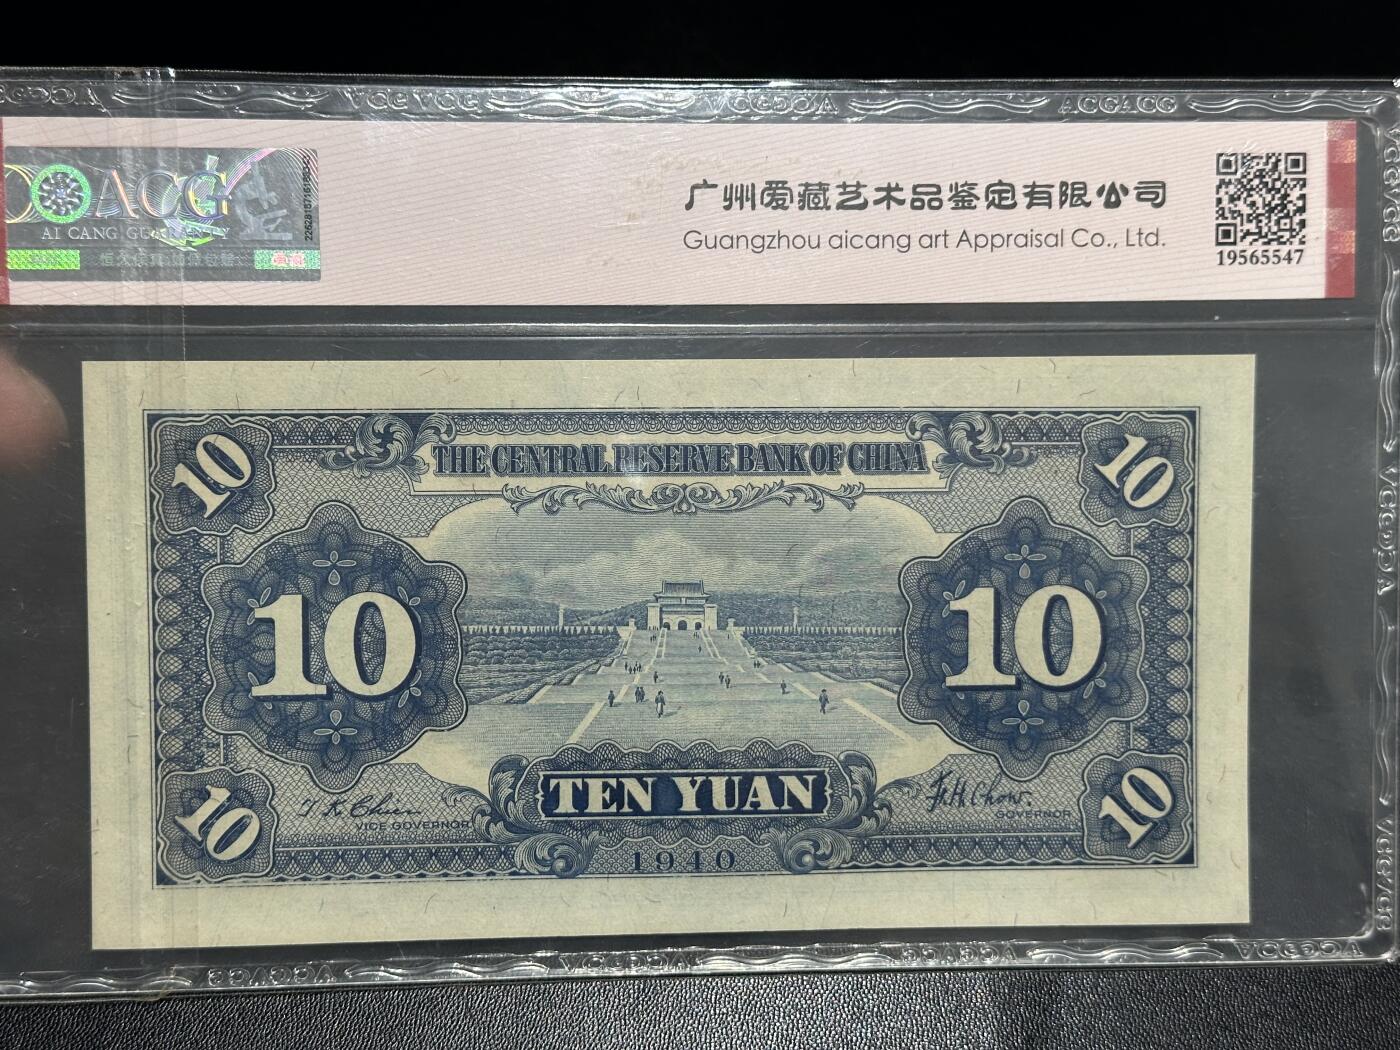 ACG
AI CANG GUARANTY
广州爱藏艺术品鉴定有限公司
Guangzhou aicang art Appraisal Co., Ltd.
19565547
THE CENTRAL RESERVE BANK OF CHINA
10
10
10
10
TEN YUAN
VICE GOVERNOR
F.H.Chow.
GOVERNOR
10
10
1940